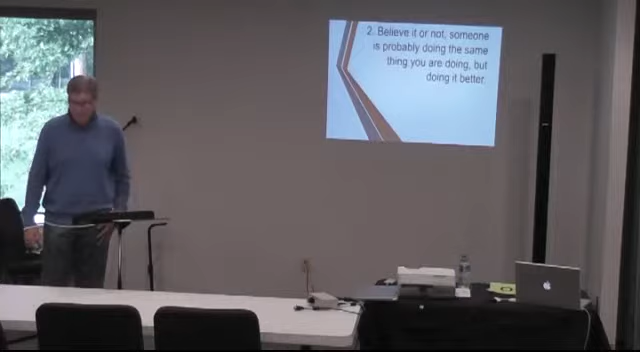 2. Believe it or not, someone
is probably doing the same
thing you are doing, but
doing it better.